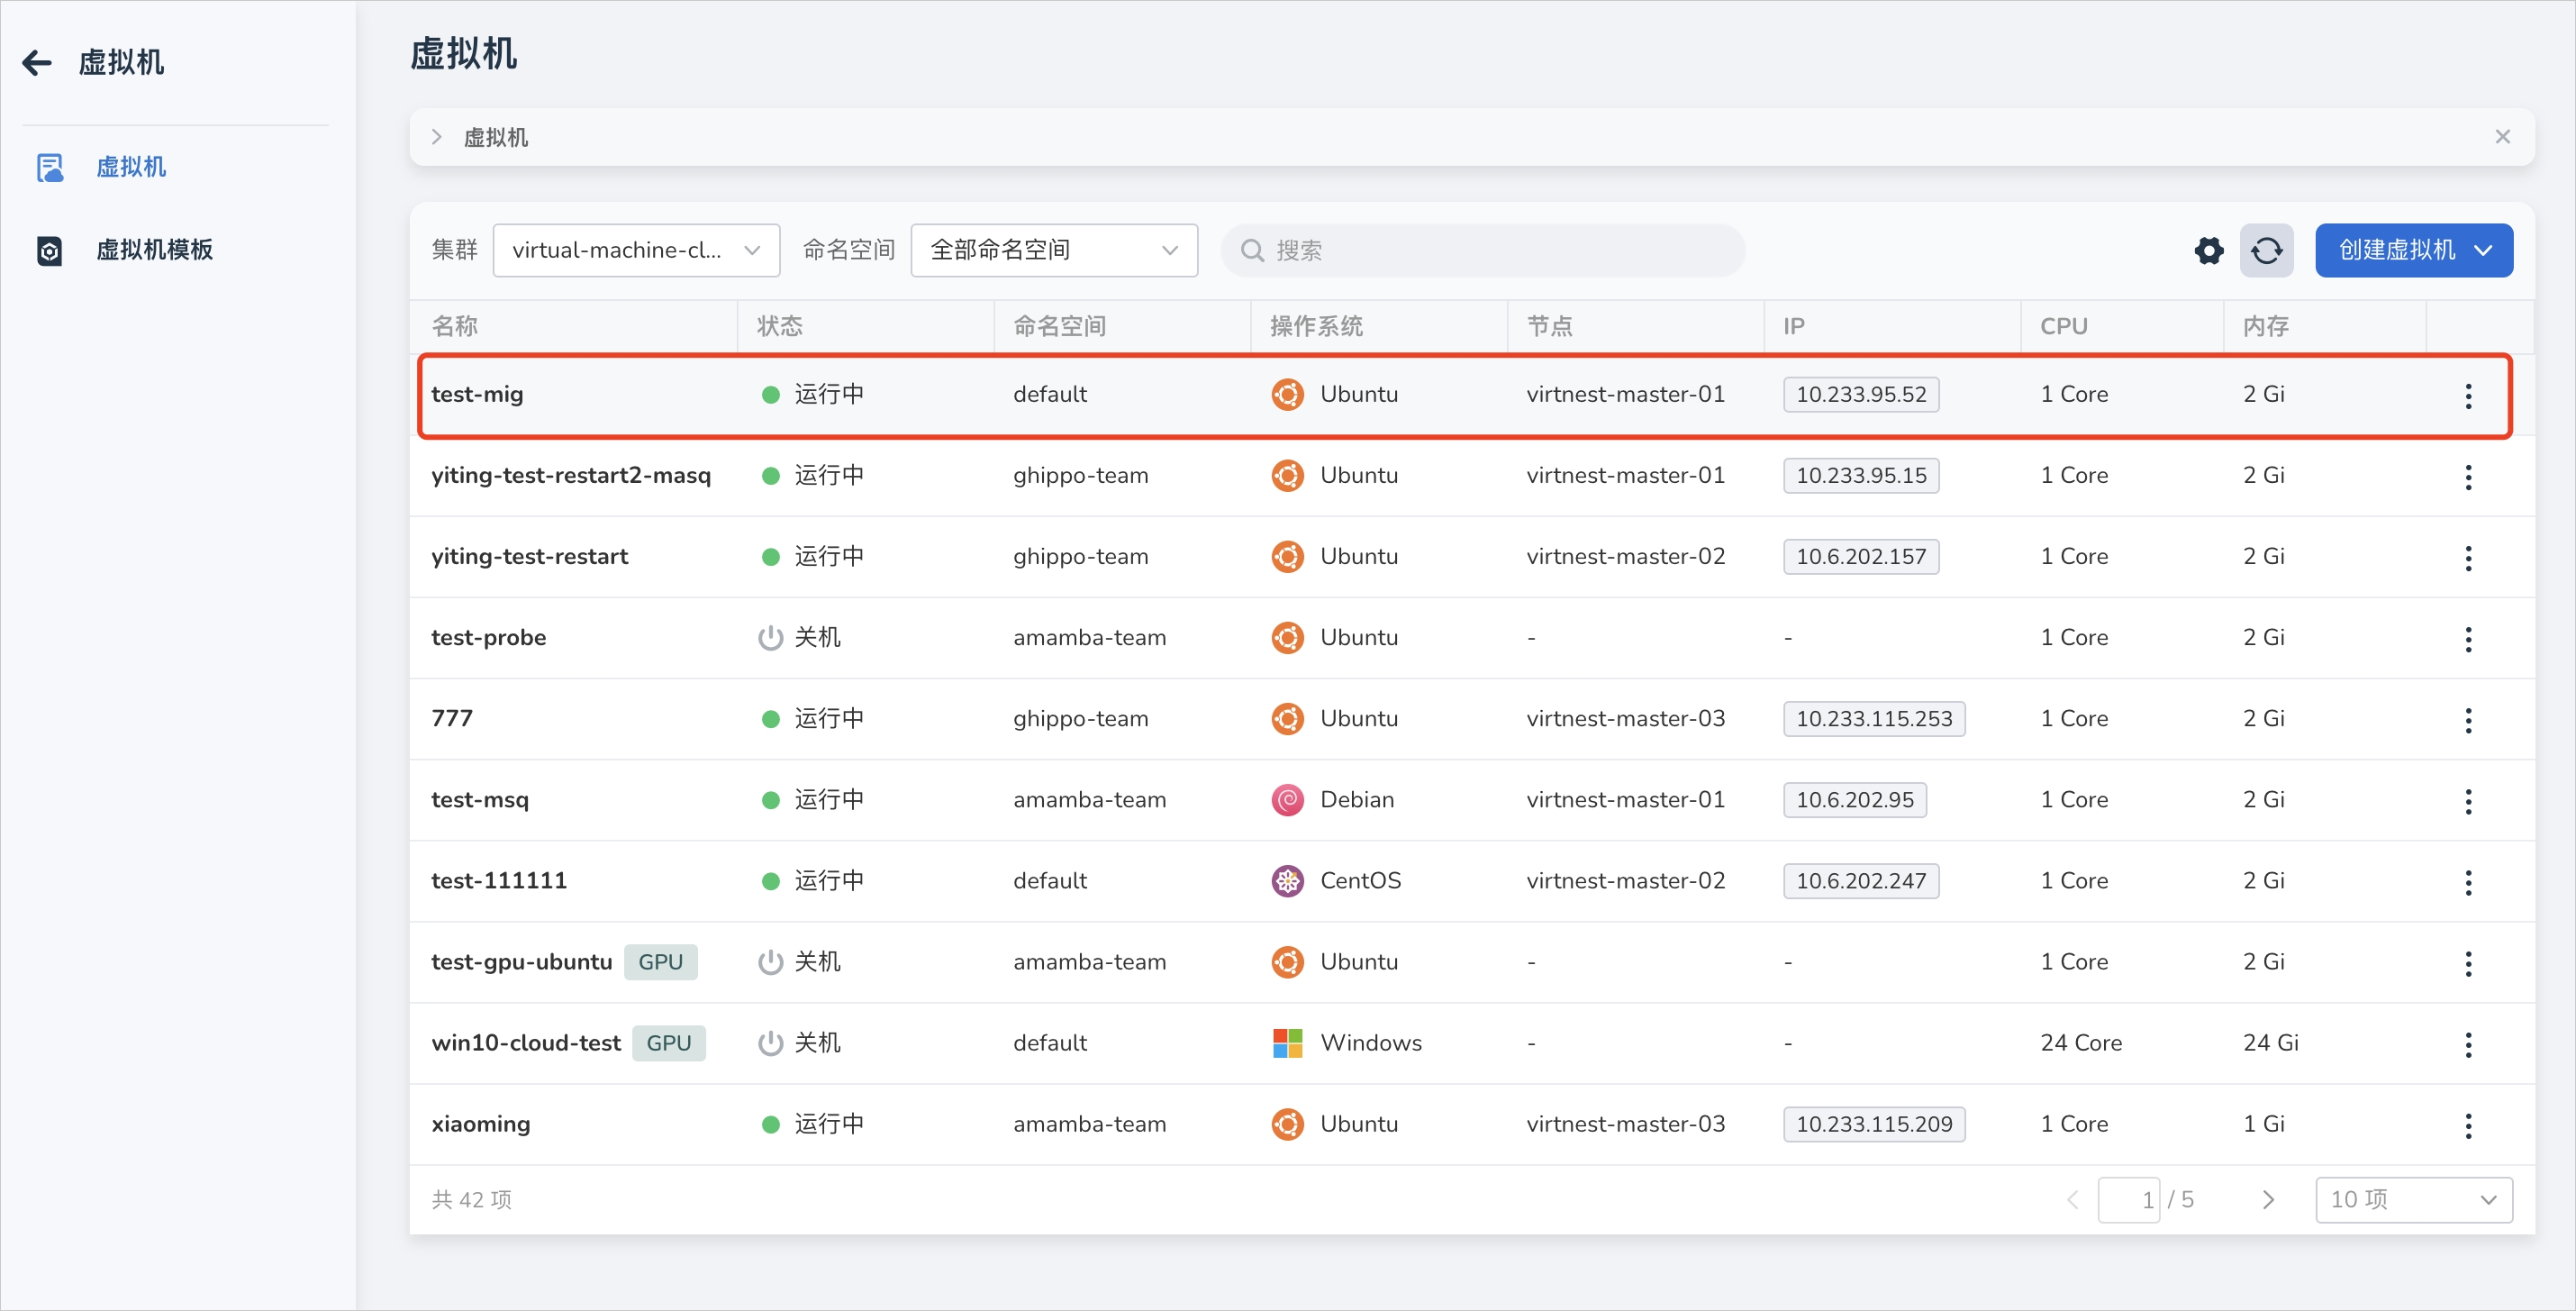 虚拟机
虚拟机
虚拟机模板
虚拟机
虚拟机
集群 virtual-machine-cl... 命名空间 全部命名空间 搜索 创建虚拟机
名称 状态 命名空间 操作系统 节点 IP CPU 内存
test-mig 运行中 default Ubuntu virtnest-master-01 10.233.95.52 1 Core 2 Gi
yiting-test-restart2-masq 运行中 ghippo-team Ubuntu virtnest-master-01 10.233.95.15 1 Core 2 Gi
yiting-test-restart 运行中 ghippo-team Ubuntu virtnest-master-02 10.6.202.157 1 Core 2 Gi
test-probe 关机 amamba-team Ubuntu - - 1 Core 2 Gi
777 运行中 ghippo-team Ubuntu virtnest-master-03 10.233.115.253 1 Core 2 Gi
test-msq 运行中 amamba-team Debian virtnest-master-01 10.6.202.95 1 Core 2 Gi
test-111111 运行中 default CentOS virtnest-master-02 10.6.202.247 1 Core 2 Gi
test-gpu-ubuntu GPU 关机 amamba-team Ubuntu - - 1 Core 2 Gi
win10-cloud-test GPU 关机 default Windows - - 24 Core 24 Gi
xiaoming 运行中 amamba-team Ubuntu virtnest-master-03 10.233.115.209 1 Core 1 Gi
共 42 项 1 / 5 10 项